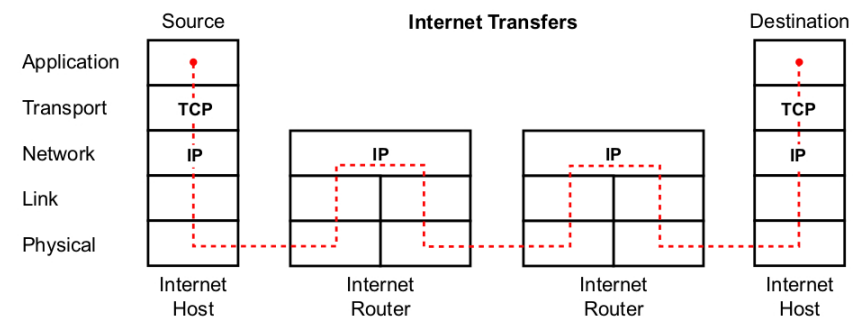 Source
Internet Transfers
Destination
Application
Transport
TCP
TCP
Network
IP
IP
IP
IP
Link
Physical
Internet
Host
Internet
Router
Internet
Router
Internet
Host